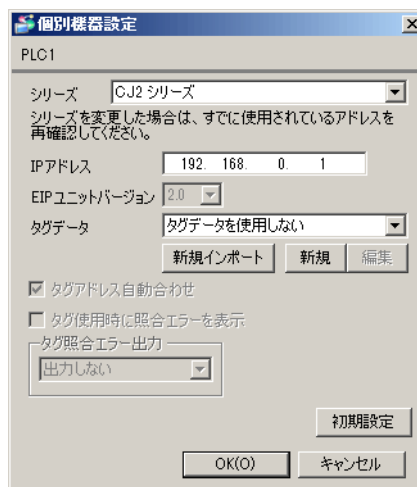 個別機器設定
PLC1
シリーズ CJ2 シリーズ
シリーズを変更した場合は、すでに使用されているアドレスを
再確認してください。
IPアドレス 192. 168. 0. 1
EIPユニットバージョン 2.0
タグデータ タグデータを使用しない
新規インポート 新規 編集
タグアドレス自動合わせ
タグ使用時に照合エラーを表示
タグ照合エラー出力
出力しない
初期設定
OK(O) キャンセル